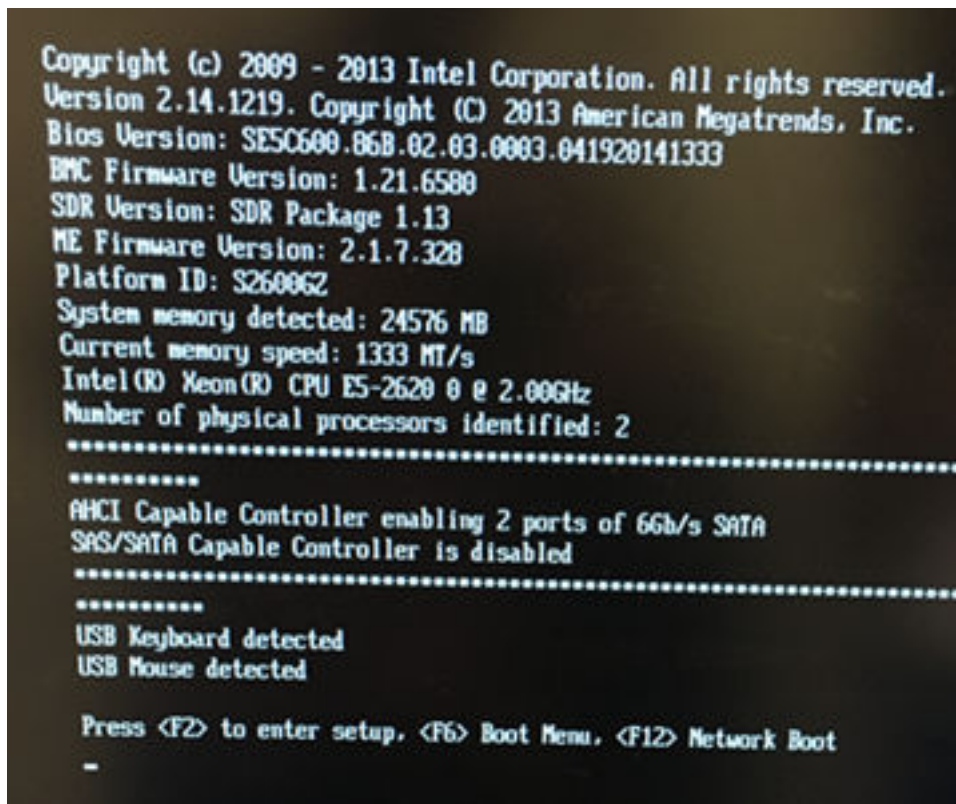 Copyright (c) 2009 - 2013 Intel Corporation. All rights reserved.
Version 2.14.1219. Copyright (C) 2013 American Megatrends, Inc.
Bios Version: SE5C600.86B.02.03.0003.041920141333
BMC Firmware Version: 1.21.6580
SDR Version: SDR Package 1.13
ME Firmware Version: 2.1.7.328
Platform ID: S2600GZ
System memory detected: 24576 MB
Current memory speed: 1333 MT/s
Intel(R) Xeon(R) CPU E5-2620 0 @ 2.00GHz
Number of physical processors identified: 2
AHCI Capable Controller enabling 2 ports of 6Gb/s SATA
SAS/SATA Capable Controller is disabled
USB Keyboard detected
USB Mouse detected
Press <F2> to enter setup, <F6> Boot Menu, <F12> Network Boot